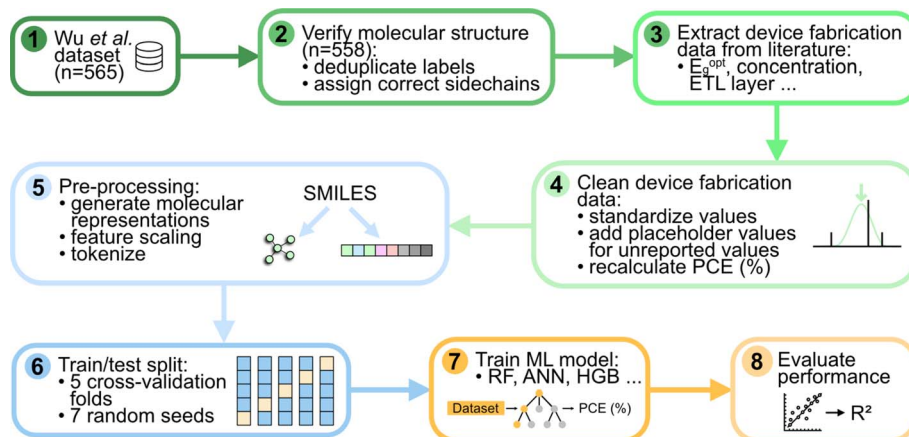 1 Wu et al.
dataset
(n=565)
2 Verify molecular structure
(n=558):
• deduplicate labels
• assign correct sidechains
3 Extract device fabrication
data from literature:
• Egᵒᵖᵗ, concentration,
ETL layer ...
4 Clean device fabrication
data:
• standardize values
• add placeholder values
for unreported values
• recalculate PCE (%)
5 Pre-processing:
• generate molecular
representations
• feature scaling
• tokenize
SMILES
6 Train/test split:
• 5 cross-validation
folds
• 7 random seeds
7 Train ML model:
• RF, ANN, HGB ...
Dataset
PCE (%)
8 Evaluate
performance
→ R²